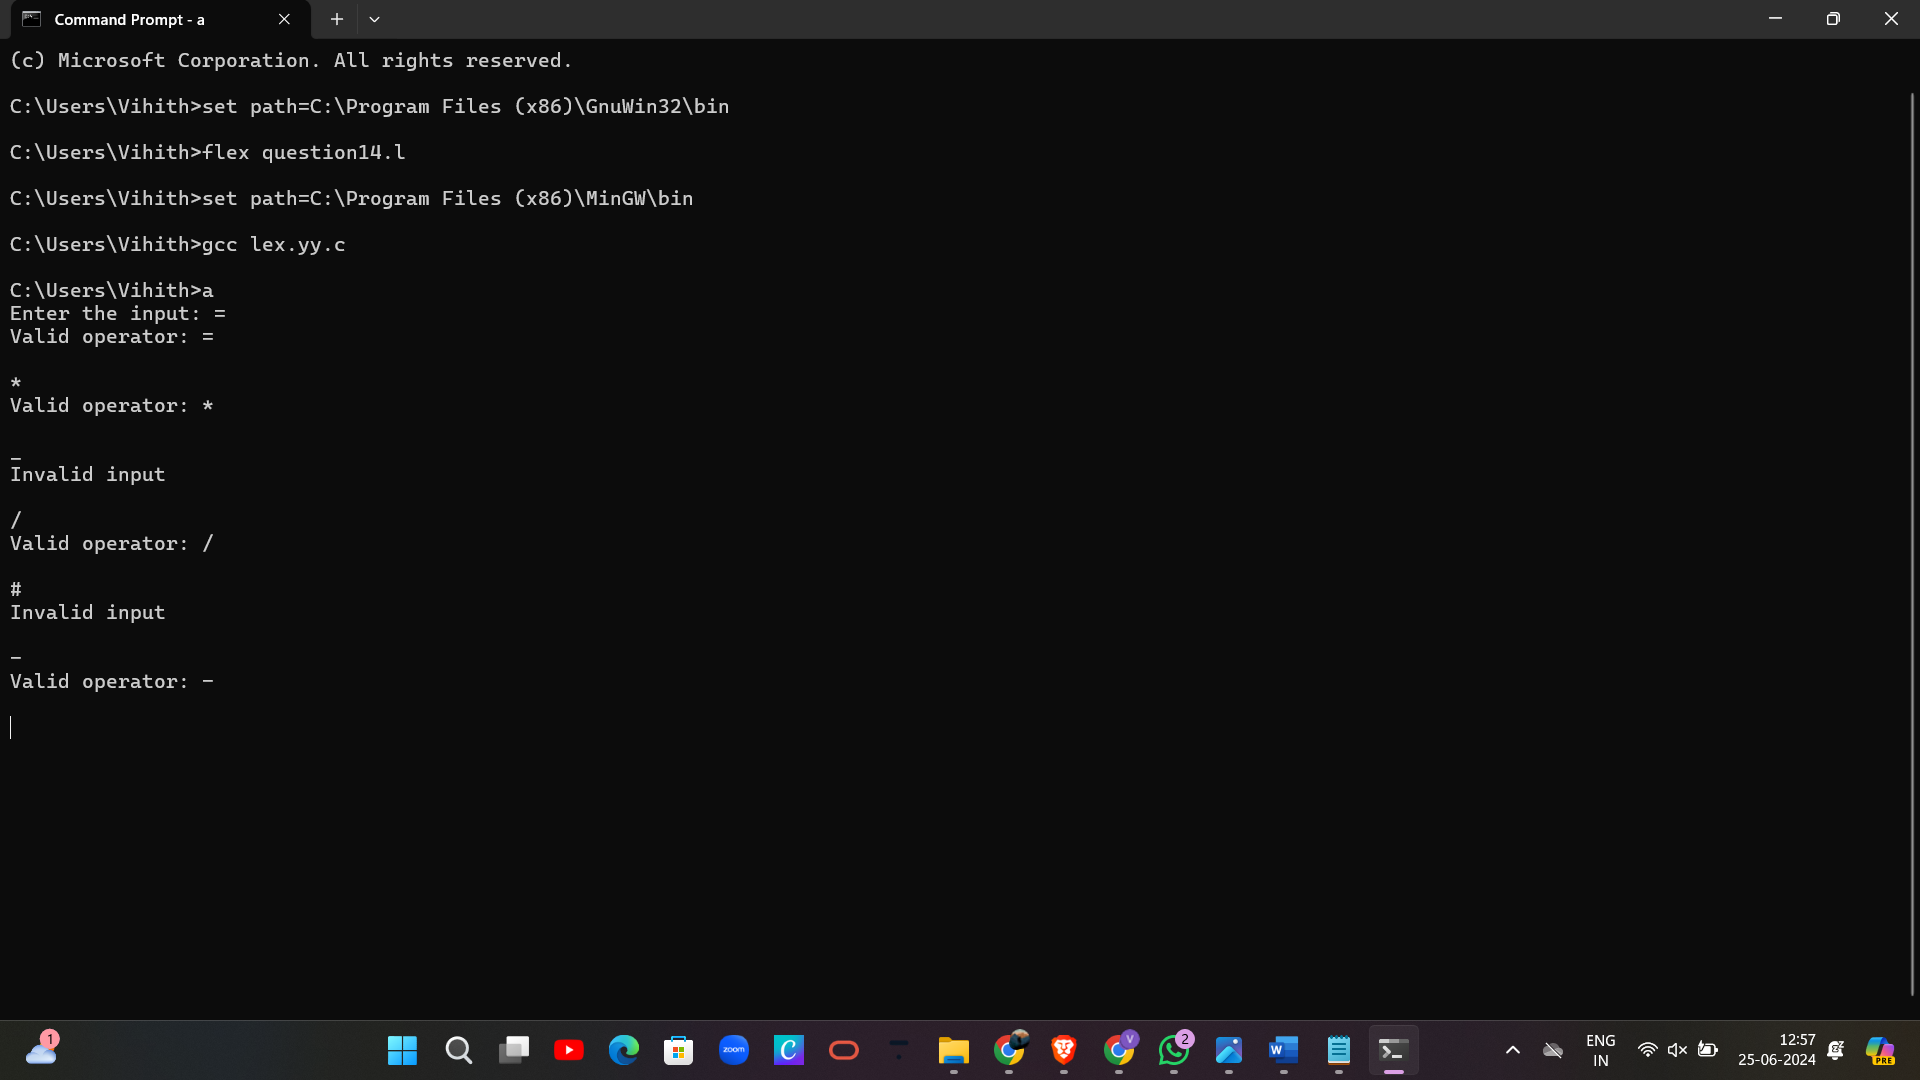 Command Prompt - a
(c) Microsoft Corporation. All rights reserved.
C:\Users\Vihith>set path=C:\Program Files (x86)\GnuWin32\bin
C:\Users\Vihith>flex question14.l
C:\Users\Vihith>set path=C:\Program Files (x86)\MinGW\bin
C:\Users\Vihith>gcc lex.yy.c
C:\Users\Vihith>a
Enter the input: =
Valid operator: =
*
Valid operator: *
_
Invalid input
/
Valid operator: /
#
Invalid input
-
Valid operator: -
1
zoom
C
V
2
W
ENG
IN
12:57
25-06-2024
PRE